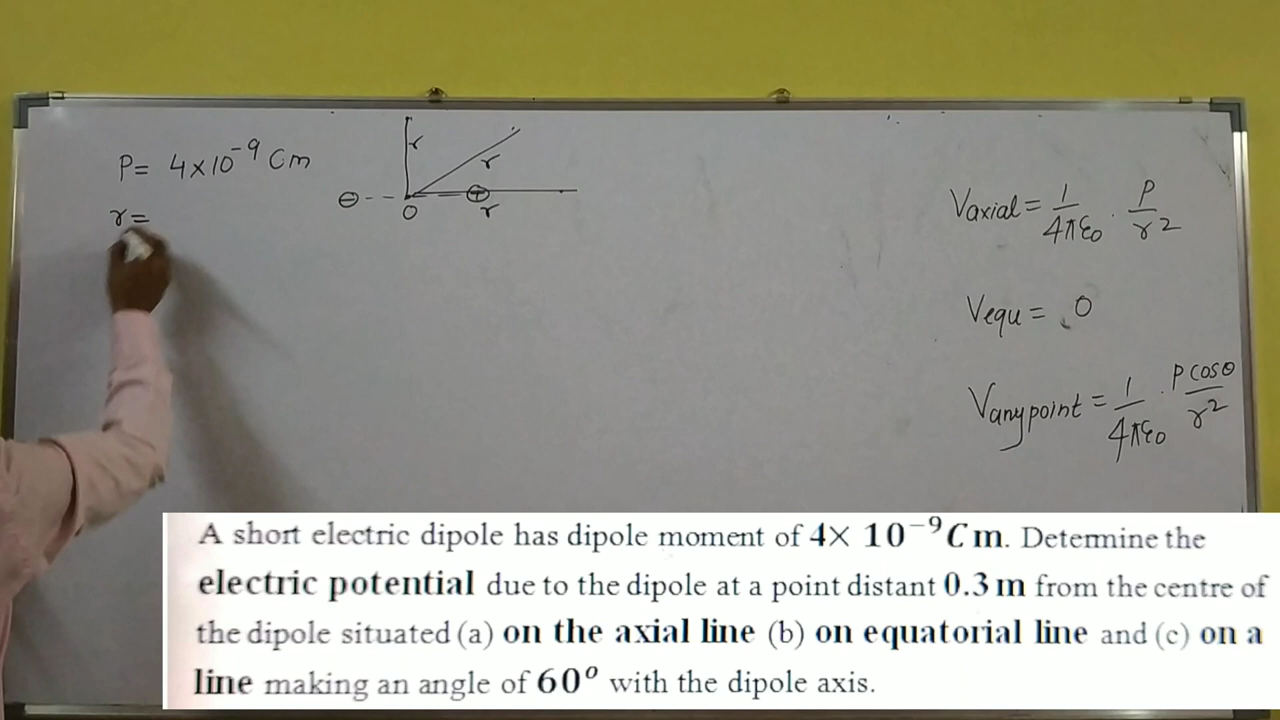 P= 4×10⁻⁹ Cm
r=
r
r
⊖ ⊕
O r
Vaxial= 1/4πε₀ . P/r²
Vequ= 0
Vanypoint= 1/4πε₀ . P cosθ/r²
A short electric dipole has dipole moment of 4× 10⁻⁹C m. Determine the
electric potential due to the dipole at a point distant 0.3 m from the centre of
the dipole situated (a) on the axial line (b) on equatorial line and (c) on a
line making an angle of 60⁰ with the dipole axis.